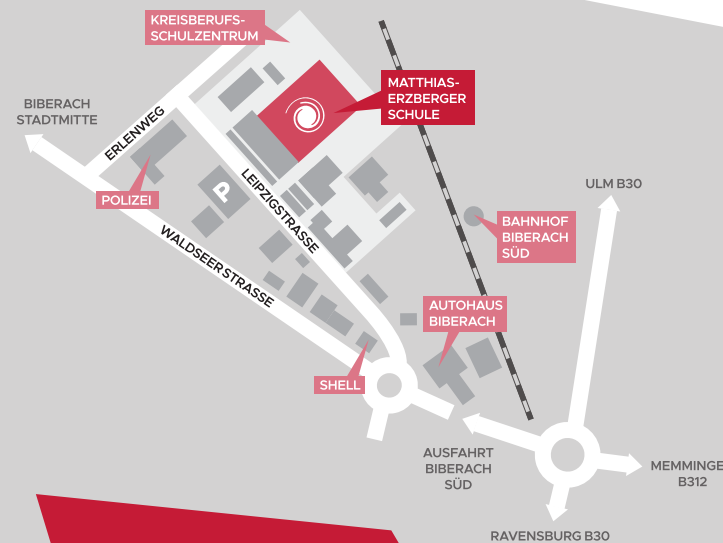 KREISBERUFS-
SCHULZENTRUM
MATTHIAS-
ERZBERGER
SCHULE
BIBERACH
STADTMITTE
ERLENWEG
POLIZEI
P
LEIPZIGSTRASSE
WALDSEER STRASSE
ULM B30
BAHNHOF
BIBERACH
SÜD
AUTOHAUS
BIBERACH
SHELL
AUSFAHRT
BIBERACH
SÜD
MEMMINGE
B312
RAVENSBURG B30